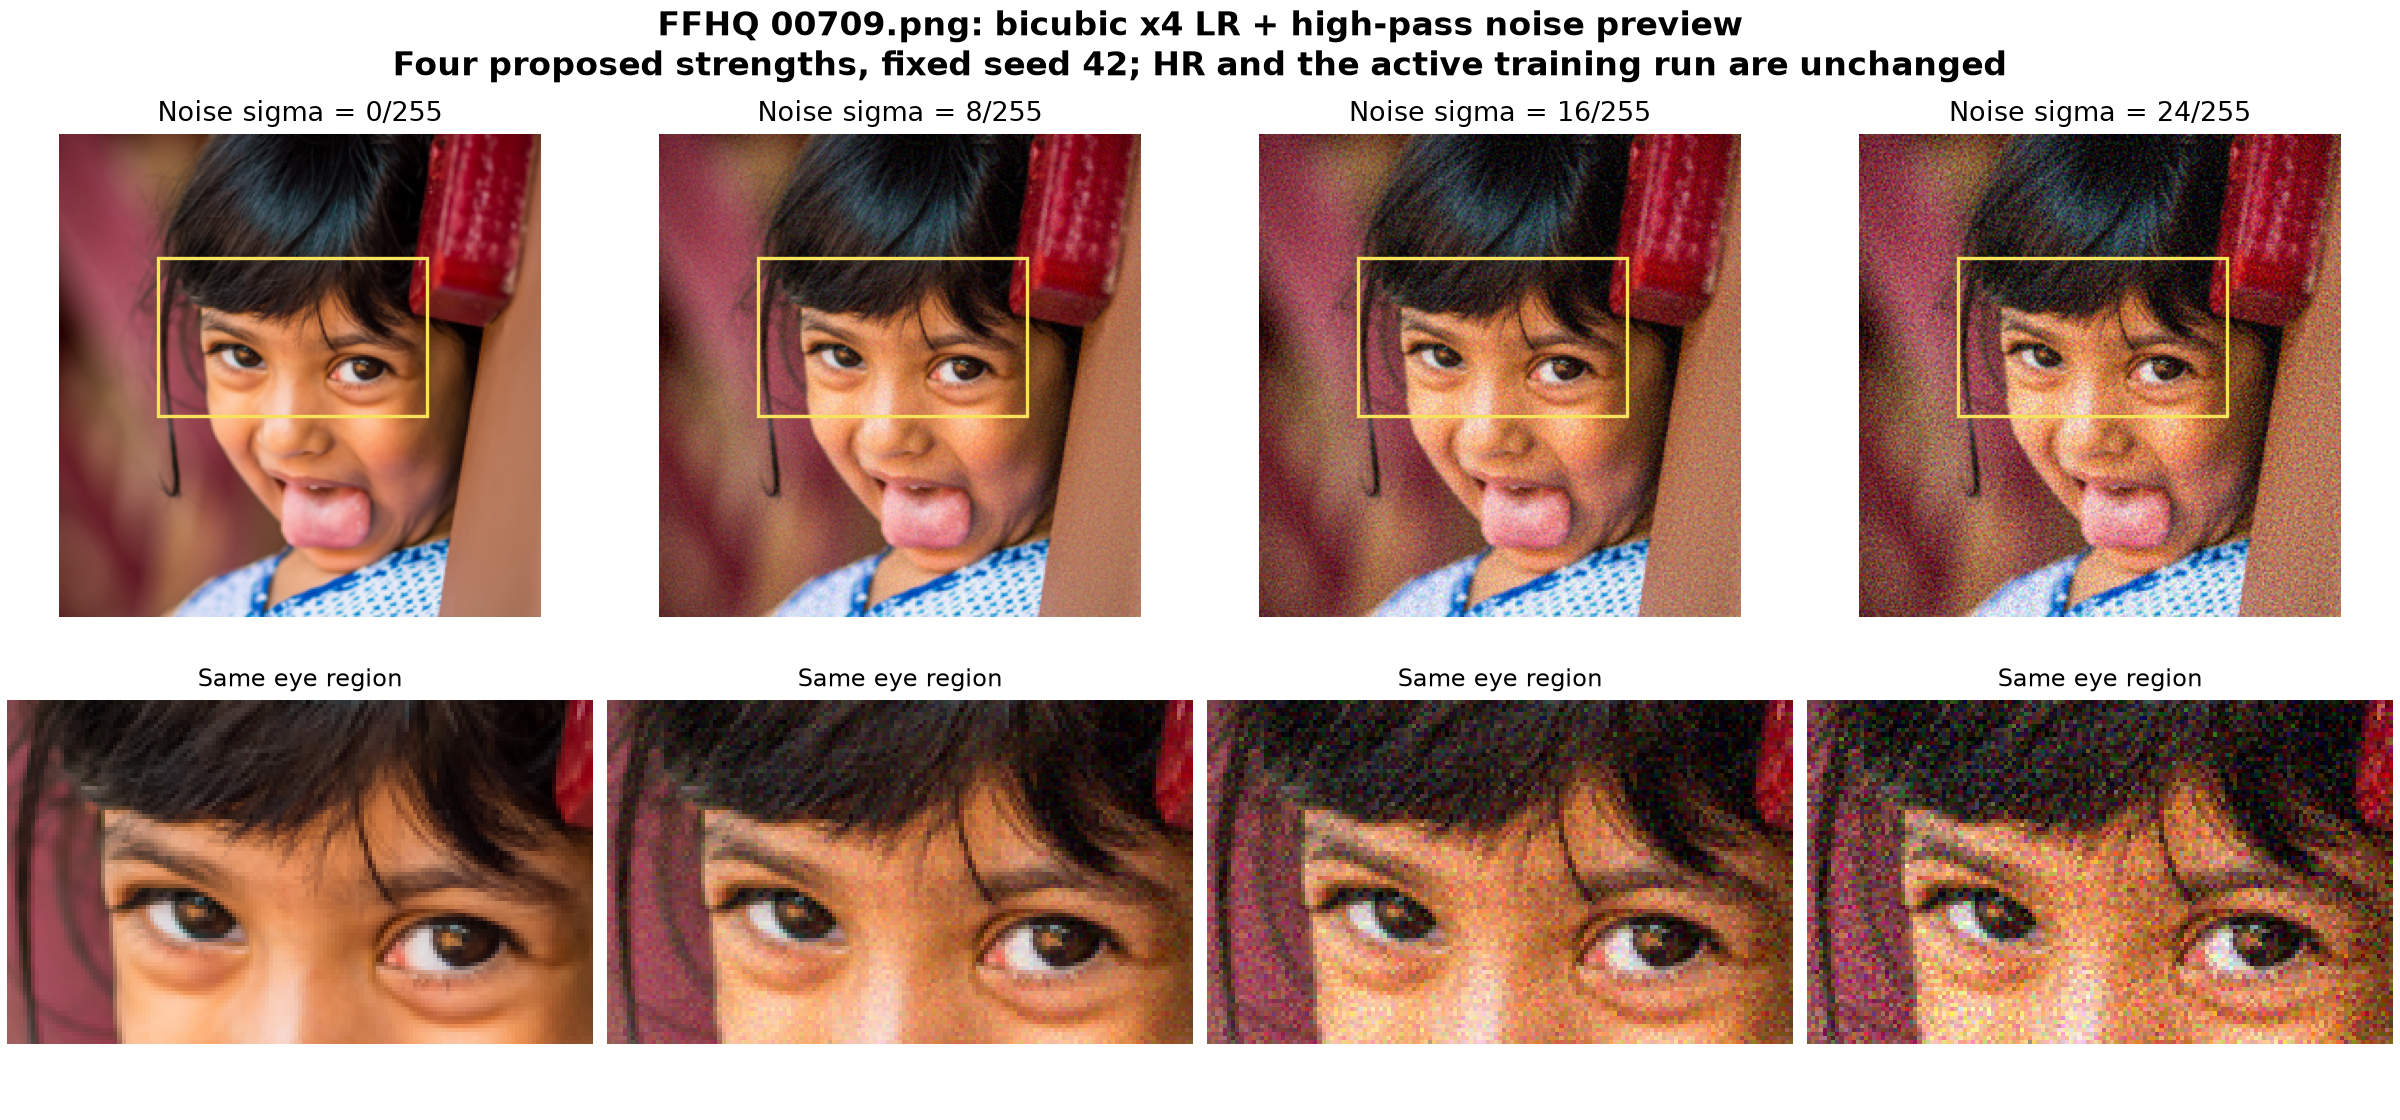 FFHQ 00709.png: bicubic x4 LR + high-pass noise preview
Four proposed strengths, fixed seed 42; HR and the active training run are unchanged
Noise sigma = 0/255
Noise sigma = 8/255
Noise sigma = 16/255
Noise sigma = 24/255
Same eye region
Same eye region
Same eye region
Same eye region